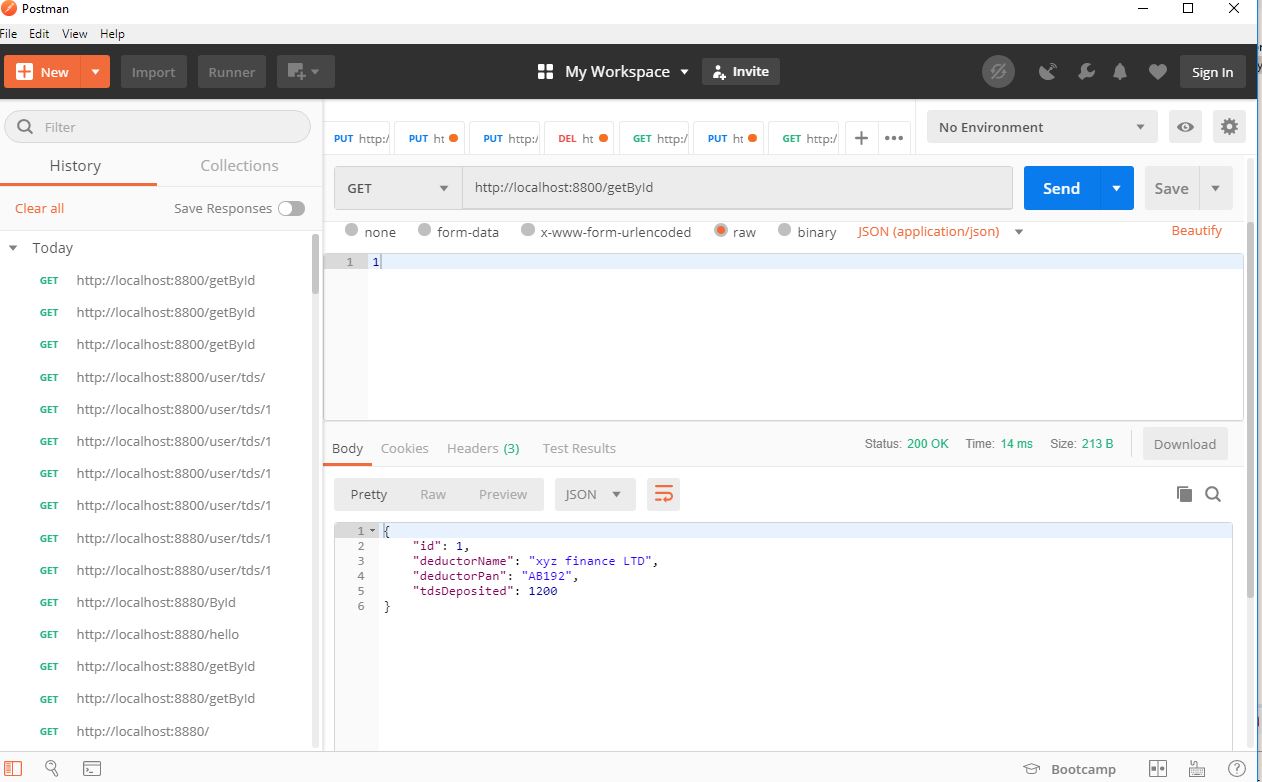 Postman
File Edit View Help
New Import Runner My Workspace Invite Sign In
Filter
History Collections
Clear all Save Responses
Today
GET http://localhost:8800/getById
GET http://localhost:8800/getById
GET http://localhost:8800/getById
GET http://localhost:8800/user/tds/
GET http://localhost:8800/user/tds/1
GET http://localhost:8800/user/tds/1
GET http://localhost:8800/user/tds/1
GET http://localhost:8800/user/tds/1
GET http://localhost:8880/user/tds/1
GET http://localhost:8880/user/tds/1
GET http://localhost:8880/ById
GET http://localhost:8880/hello
GET http://localhost:8880/getById
GET http://localhost:8880/getById
GET http://localhost:8880/
PUT http:/ PUT ht PUT http:/ DEL ht GET http:/ PUT ht GET http:/ + ••• No Environment
GET http://localhost:8800/getById Send Save
none form-data x-www-form-urlencoded raw binary JSON (application/json) Beautify
1 1
Body Cookies Headers (3) Test Results Status: 200 OK Time: 14 ms Size: 213 B Download
Pretty Raw Preview JSON
1 {
2 "id": 1,
3 "deductorName": "xyz finance LTD",
4 "deductorPan": "AB192",
5 "tdsDeposited": 1200
6 }
Bootcamp